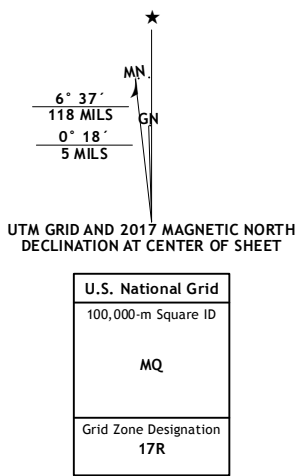 ★
MN
GN
6° 37´
118 MILS
0° 18´
5 MILS
UTM GRID AND 2017 MAGNETIC NORTH
DECLINATION AT CENTER OF SHEET
U.S. National Grid
100,000-m Square ID
MQ
Grid Zone Designation
17R